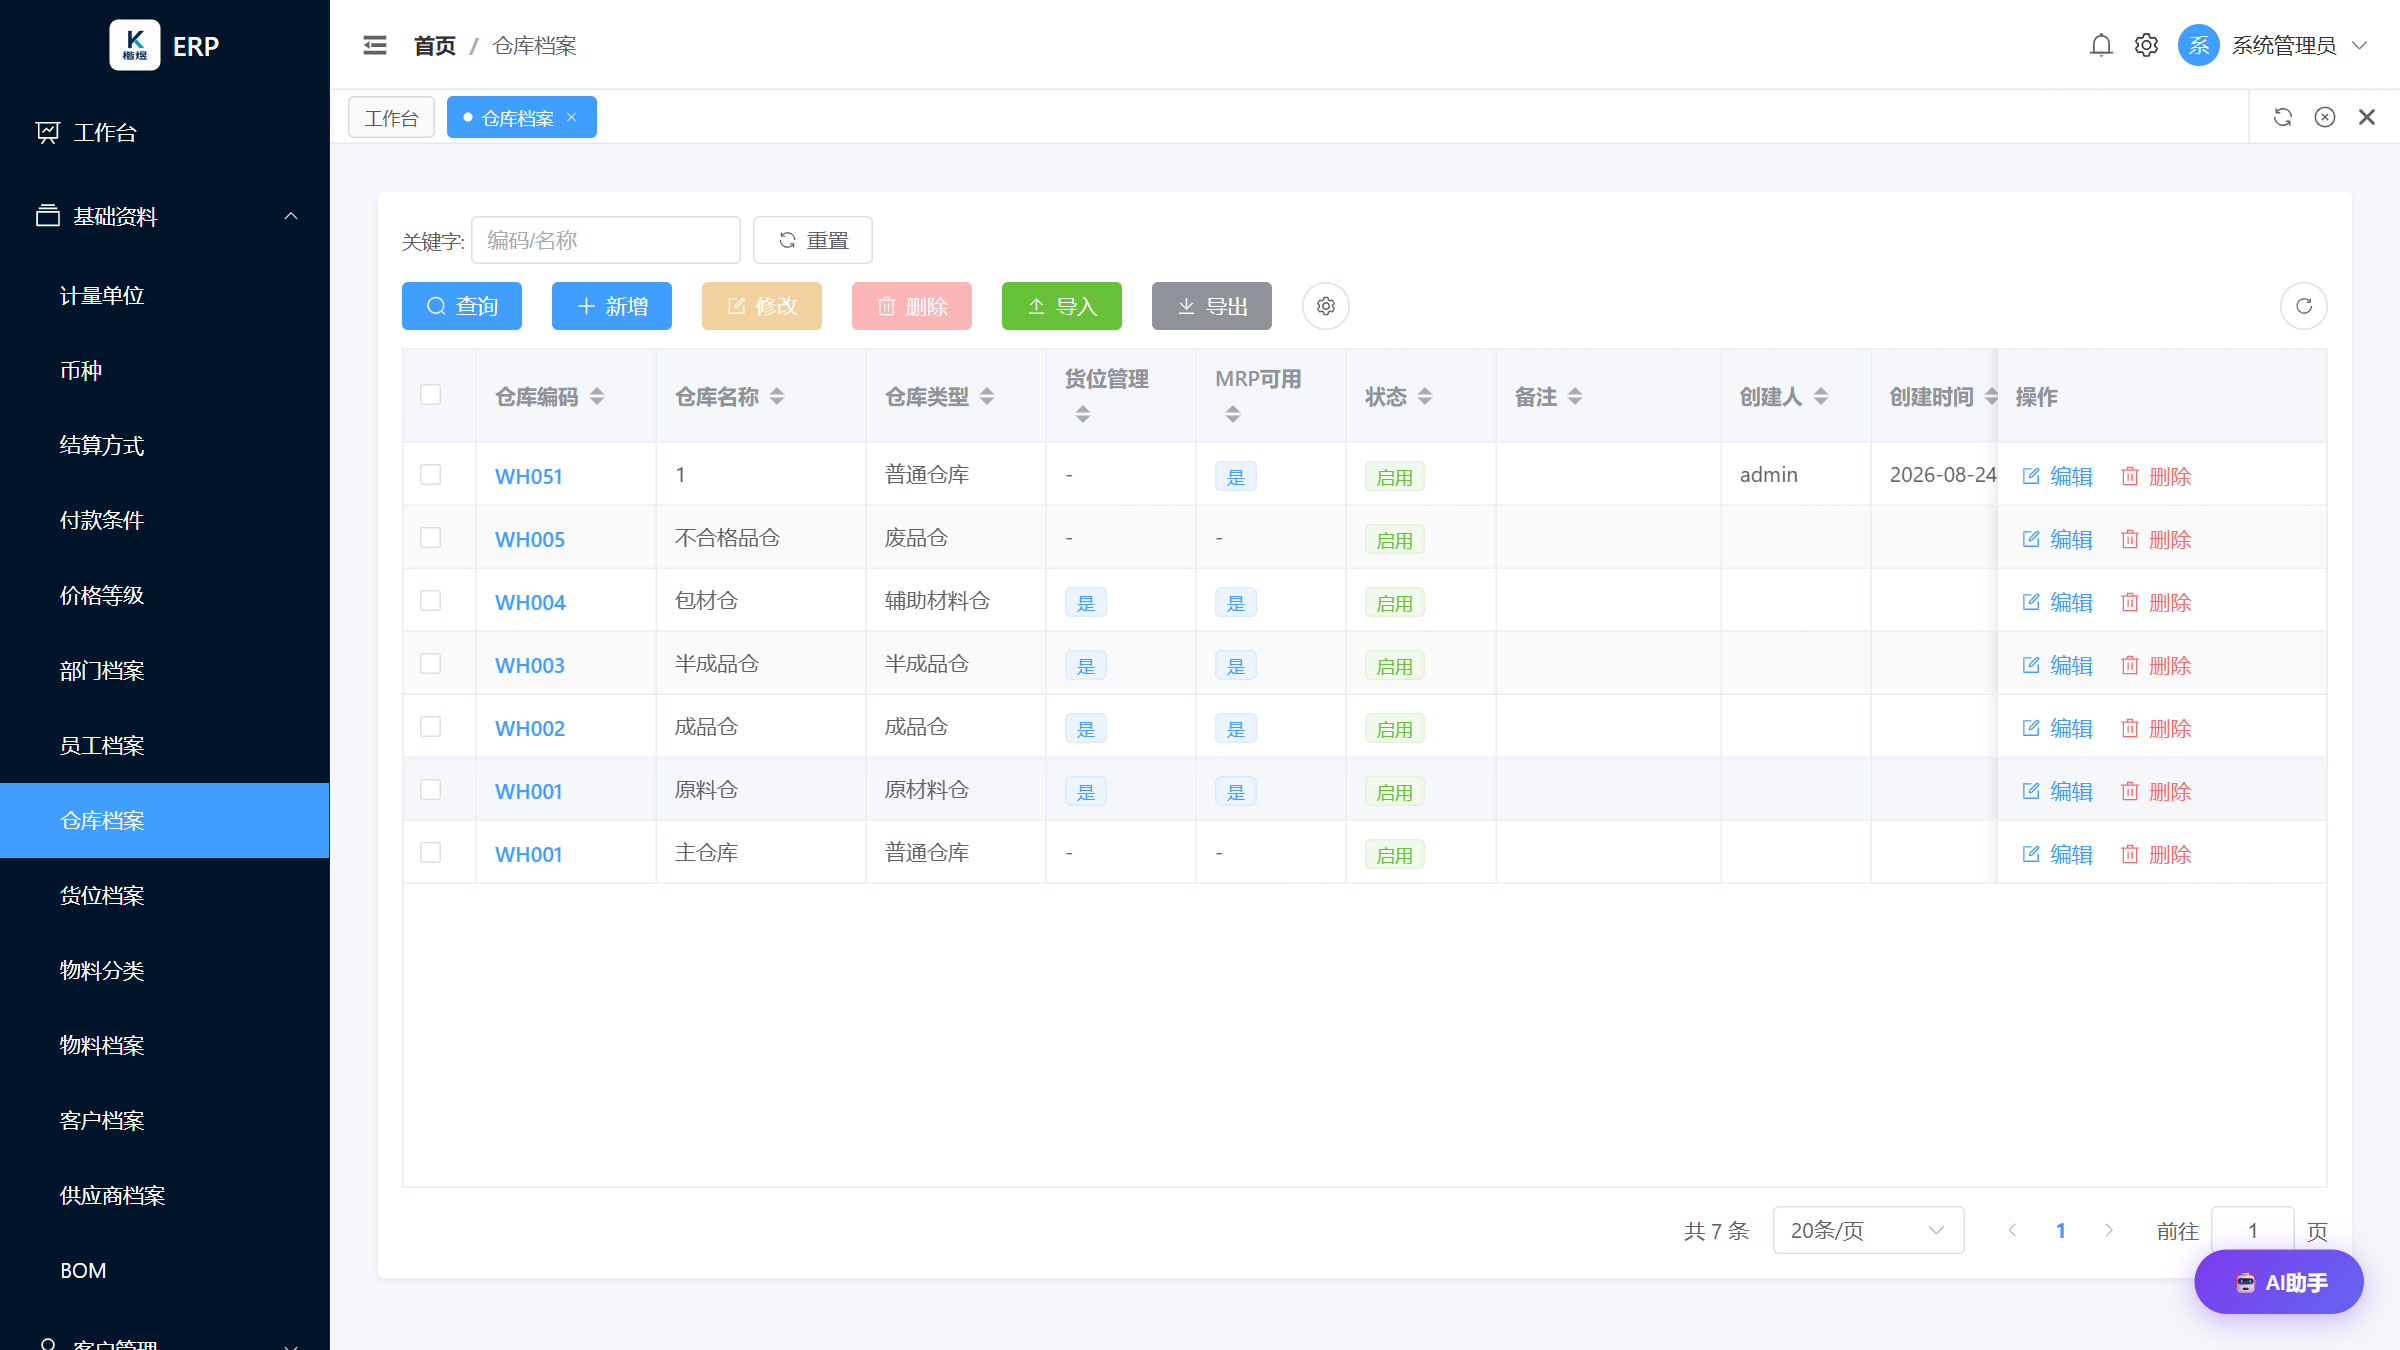 K
楷煜
ERP
工作台
基础资料
计量单位
币种
结算方式
付款条件
价格等级
部门档案
员工档案
仓库档案
货位档案
物料分类
物料档案
客户档案
供应商档案
BOM
客户管理
首页 / 仓库档案
系 系统管理员
工作台 仓库档案
关键字: 编码/名称 重置
查询 新增 修改 删除 导入 导出
仓库编码 仓库名称 仓库类型 货位管理 MRP可用 状态 备注 创建人 创建时间 操作
WH051 1 普通仓库 - 是 启用 admin 2026-08-24 编辑 删除
WH005 不合格品仓 废品仓 - - 启用 编辑 删除
WH004 包材仓 辅助材料仓 是 是 启用 编辑 删除
WH003 半成品仓 半成品仓 是 是 启用 编辑 删除
WH002 成品仓 成品仓 是 是 启用 编辑 删除
WH001 原料仓 原材料仓 是 是 启用 编辑 删除
WH001 主仓库 普通仓库 - - 启用 编辑 删除
共 7 条 20条/页 1 前往 1 页
AI助手